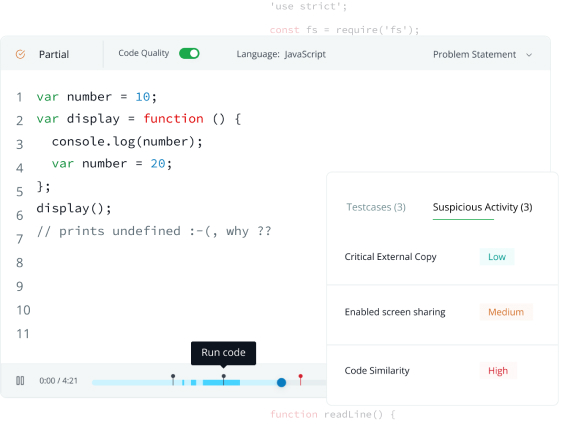 'use strict';
const fs = require('fs');
Partial
Code Quality
Language: JavaScript
Problem Statement
1 var number = 10;
2 var display = function () {
3 console.log(number);
4 var number = 20;
5 };
6 display();
7 // prints undefined :-(, why ??
8
9
10
11
Testcases (3)
Suspicious Activity (3)
Critical External Copy Low
Enabled screen sharing Medium
Code Similarity High
Run code
0:00 / 4:21
function readLine() {